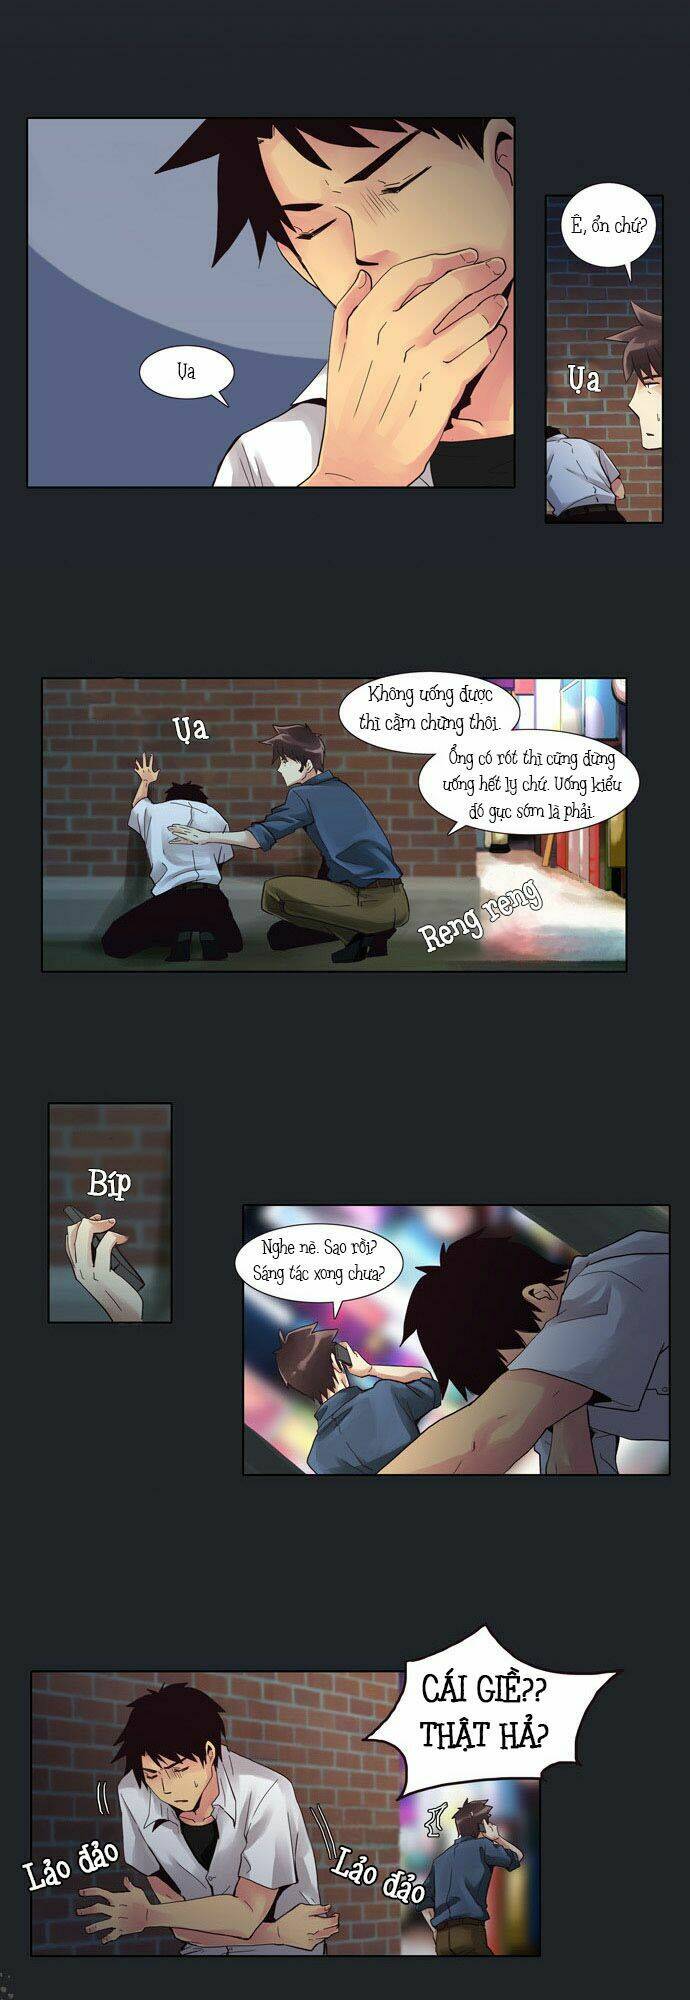 Ụa
Ê, ổn chứ?
Ụa
Ụa
Không uống được
thì cầm chừng thôi.
Ổng có rót thì cũng đừng
uống hết ly chứ. Uống kiểu
đó gục sớm là phải.
Reng reng
Bíp
Nghe nè. Sao rồi?
Sáng tác xong chưa?
CÁI GIỀ??
THẬT HẢ?
Lảo đảo
Lảo đảo